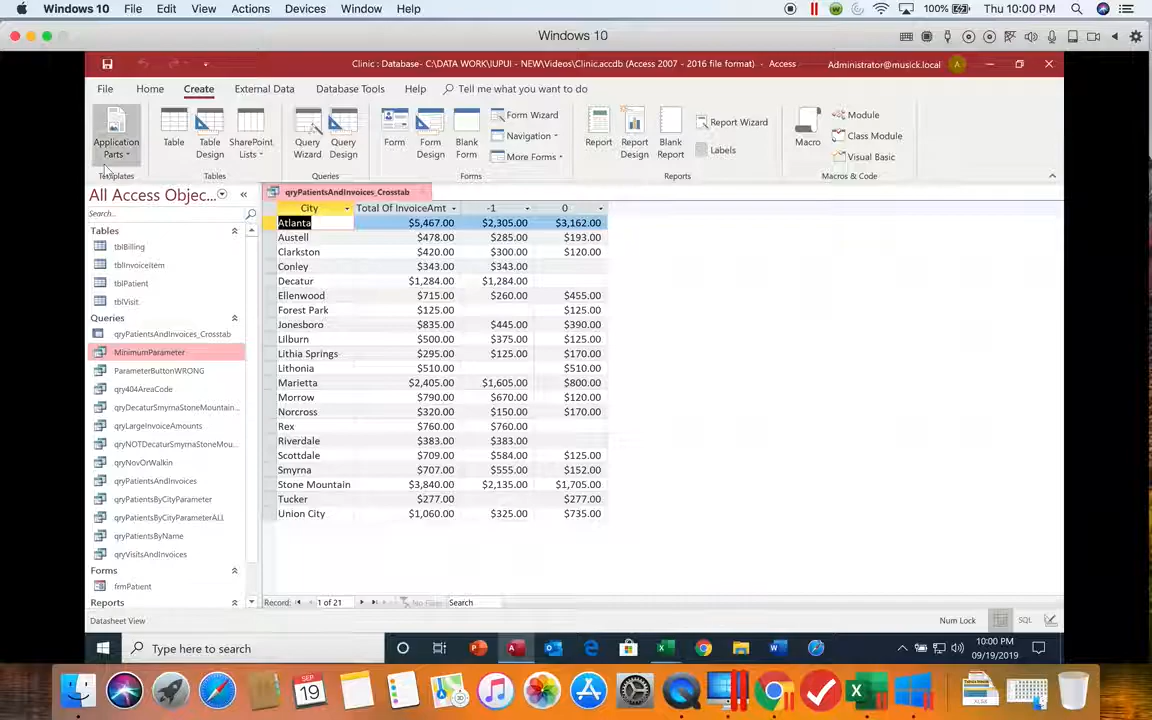 Windows 10 File Edit View Actions Devices Window Help 100% Thu 10:00 PM
Windows 10
Clinic : Database- C:\DATA WORK\IUPUI - NEW\Videos\Clinic.accdb (Access 2007 - 2016 file format) - Access Administrator@musick.local A
File Home Create External Data Database Tools Help Tell me what you want to do
Application Parts
Table
Table Design
SharePoint Lists
Query Wizard
Query Design
Form
Form Design
Blank Form
Form Wizard
Navigation
More Forms
Report
Report Design
Blank Report
Report Wizard
Labels
Macro
Module
Class Module
Visual Basic
Templates Tables Queries Forms Reports Macros & Code
All Access Objec... «
Search...
Tables
tblBilling
tblInvoiceItem
tblPatient
tblVisit
Queries
qryPatientsAndInvoices_Crosstab
MinimumParameter
ParameterButtonWRONG
qry404AreaCode
qryDecaturSmyrnaStoneMountain...
qryLargeInvoiceAmounts
qryNOTDecaturSmyrnaStoneMou...
qryNovOrWalkin
qryPatientsAndInvoices
qryPatientsByCityParameter
qryPatientsByCityParameterALL
qryPatientsByName
qryVisitsAndInvoices
Forms
frmPatient
Reports
qryPatientsAndInvoices_Crosstab
City Total Of InvoiceAmt -1 0
Atlanta $5,467.00 $2,305.00 $3,162.00
Austell $478.00 $285.00 $193.00
Clarkston $420.00 $300.00 $120.00
Conley $343.00 $343.00
Decatur $1,284.00 $1,284.00
Ellenwood $715.00 $260.00 $455.00
Forest Park $125.00 $125.00
Jonesboro $835.00 $445.00 $390.00
Lilburn $500.00 $375.00 $125.00
Lithia Springs $295.00 $125.00 $170.00
Lithonia $510.00 $510.00
Marietta $2,405.00 $1,605.00 $800.00
Morrow $790.00 $670.00 $120.00
Norcross $320.00 $150.00 $170.00
Rex $760.00 $760.00
Riverdale $383.00 $383.00
Scottdale $709.00 $584.00 $125.00
Smyrna $707.00 $555.00 $152.00
Stone Mountain $3,840.00 $2,135.00 $1,705.00
Tucker $277.00 $277.00
Union City $1,060.00 $325.00 $735.00
Record: 1 of 21 No Filter Search
Datasheet View Num Lock SQL
Type here to search 10:00 PM
09/19/2019
SEP
19